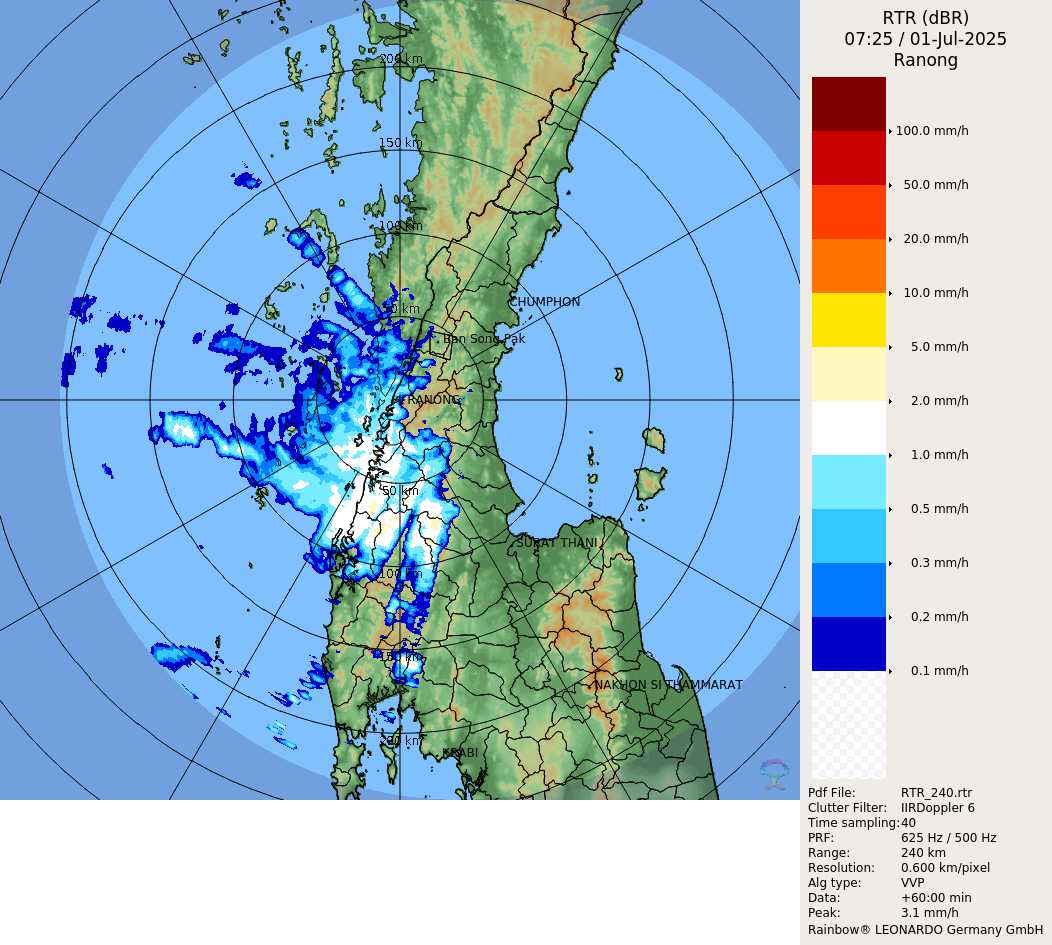 RTR (dBR)
07:25 / 01-Jul-2025
Ranong
100.0 mm/h
50.0 mm/h
20.0 mm/h
10.0 mm/h
5.0 mm/h
2.0 mm/h
1.0 mm/h
0.5 mm/h
0.3 mm/h
0.2 mm/h
0.1 mm/h
200 km
150 km
100 km
50 km
CHUMPHON
Ban Song Pak
RANONG
50 km
SURAT THANI
100 km
150 km
NAKHON SI THAMMARAT
200 km
KRABI
Pdf File: RTR_240.rtr
Clutter Filter: IIRDoppler 6
Time sampling:40
PRF: 625 Hz / 500 Hz
Range: 240 km
Resolution: 0.600 km/pixel
Alg type: VVP
Data: +60:00 min
Peak: 3.1 mm/h
Rainbow® LEONARDO Germany GmbH